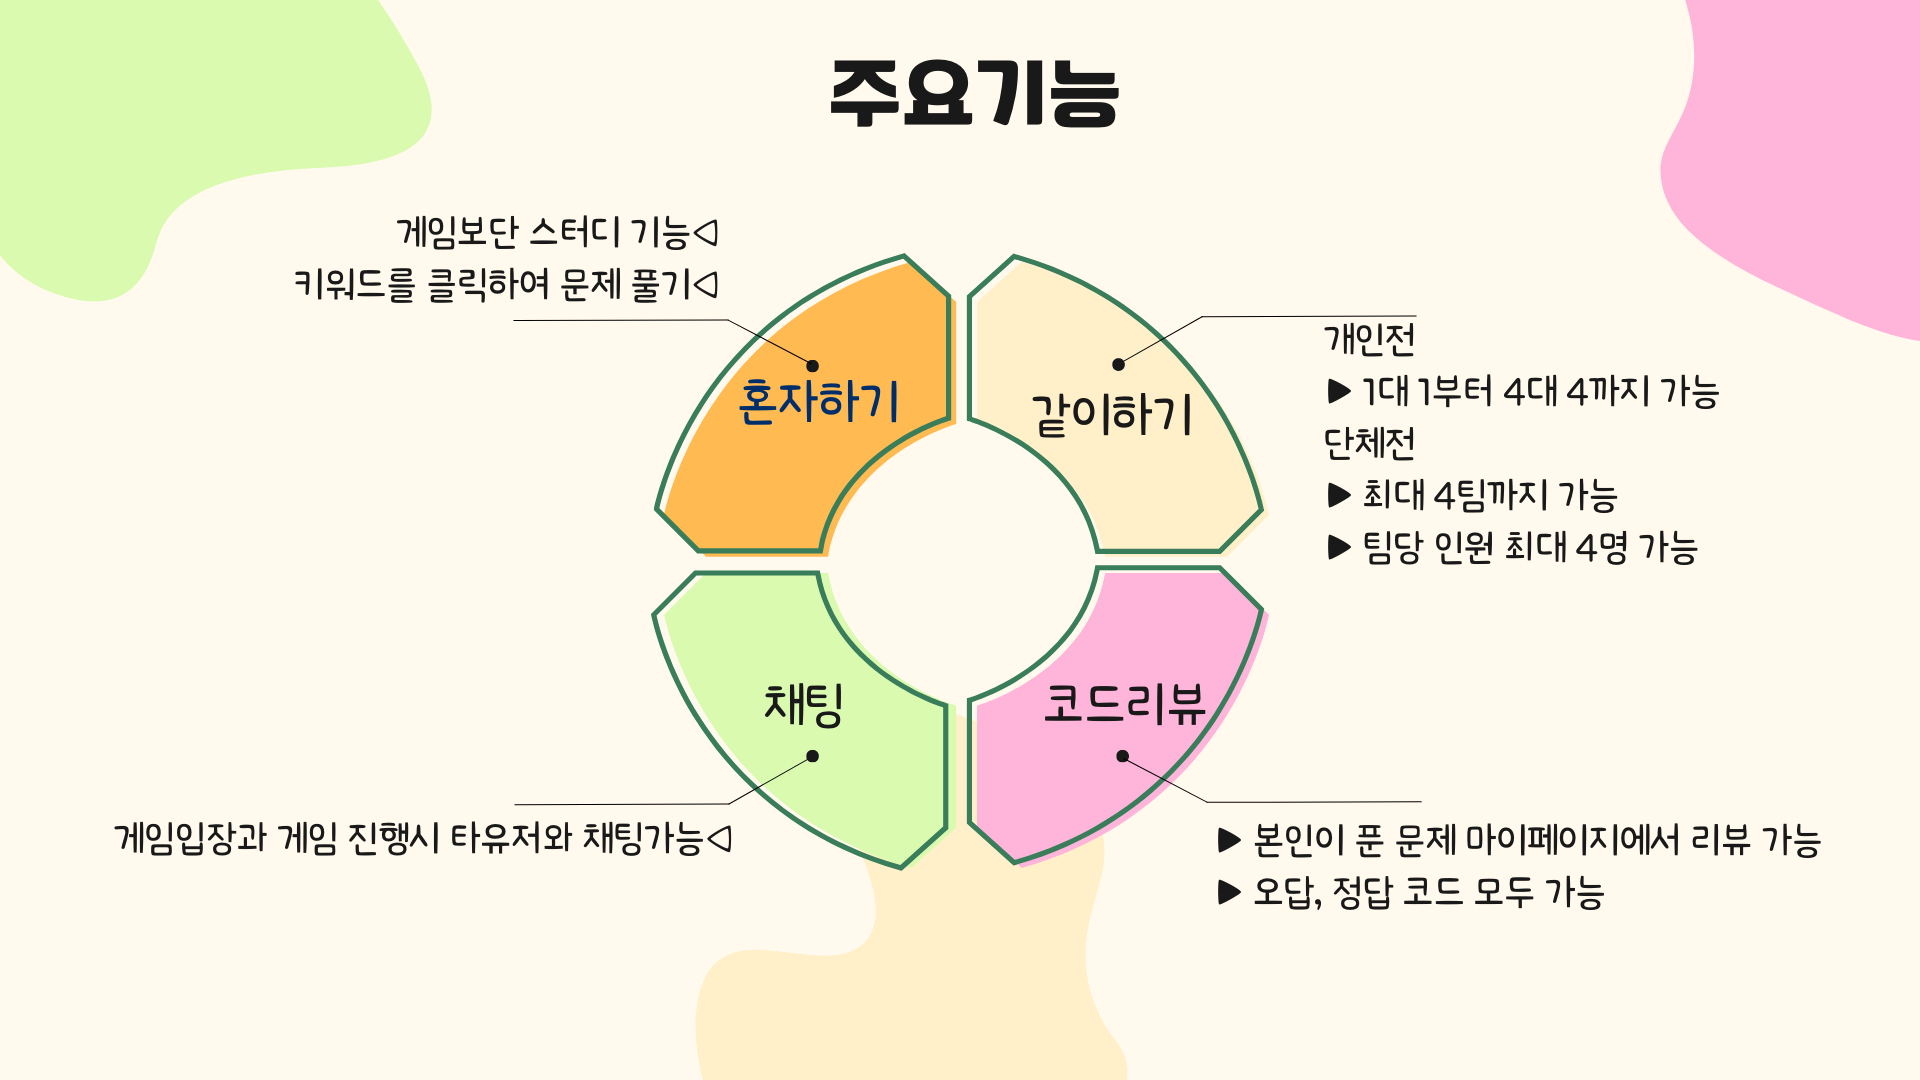 주요기능
게임보단 스터디 기능◁
키워드를 클릭하여 문제 풀기◁
혼자하기
같이하기
개인전
▶ 1대1부터 4대 4까지 가능
단체전
▶ 최대 4팀까지 가능
▶ 팀당 인원 최대 4명 가능
채팅
코드리뷰
게임입장과 게임 진행시 타유저와 채팅가능◁
▶ 본인이 푼 문제 마이페이지에서 리뷰 가능
▶ 오답, 정답 코드 모두 가능